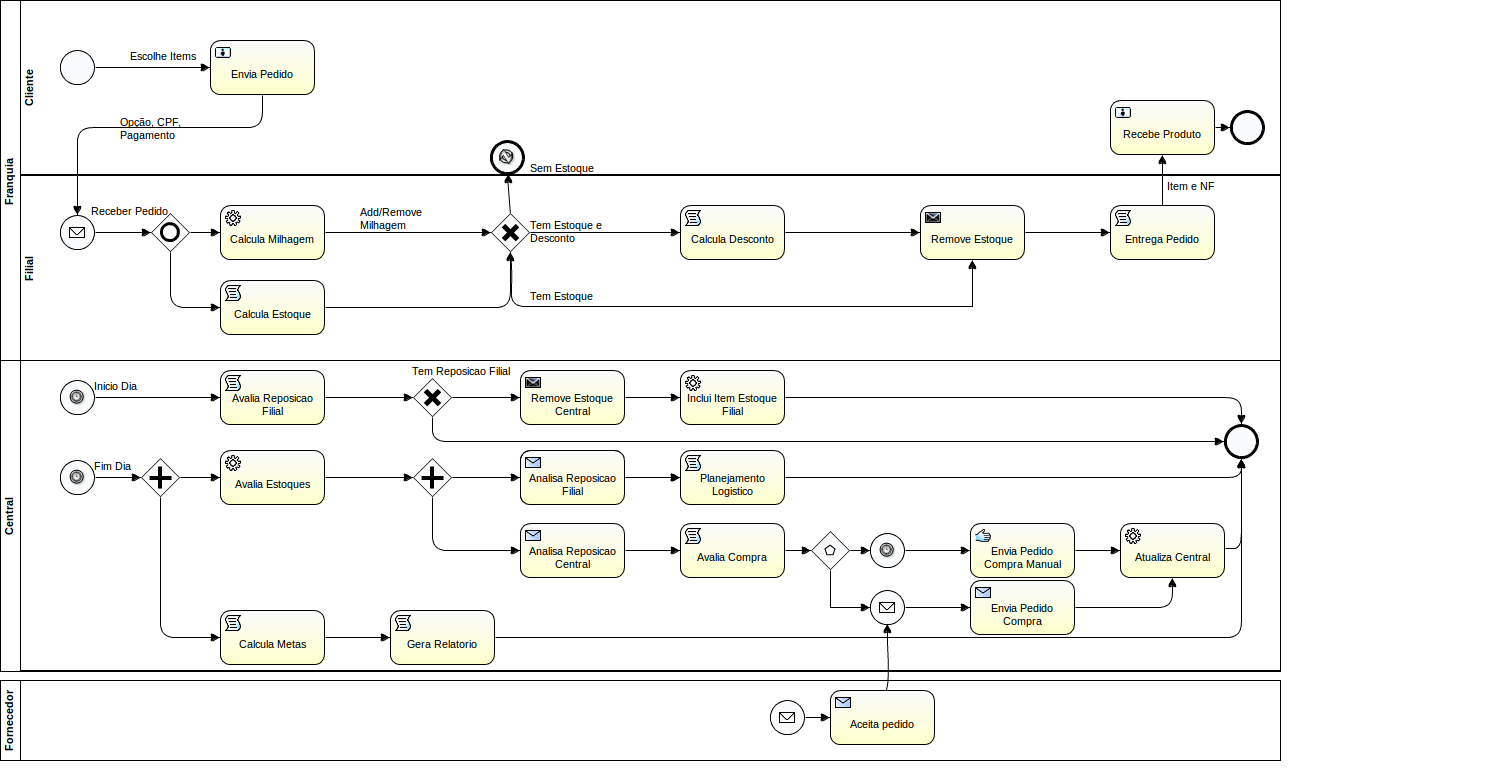 Franquia
Cliente
Escolhe Items
Envia Pedido
Opção, CPF,
Pagamento
Sem Estoque
Recebe Produto
Item e NF
Filial
Receber Pedido
Calcula Milhagem
Add/Remove
Milhagem
Tem Estoque e
Desconto
Calcula Desconto
Remove Estoque
Entrega Pedido
Calcula Estoque
Tem Estoque
Central
Inicio Dia
Avalia Reposicao
Filial
Tem Reposicao Filial
Remove Estoque
Central
Inclui Item Estoque
Filial
Fim Dia
Avalia Estoques
Analisa Reposicao
Filial
Planejamento
Logistico
Analisa Reposicao
Central
Avalia Compra
Envia Pedido
Compra Manual
Atualiza Central
Envia Pedido
Compra
Calcula Metas
Gera Relatorio
Fornecedor
Aceita pedido